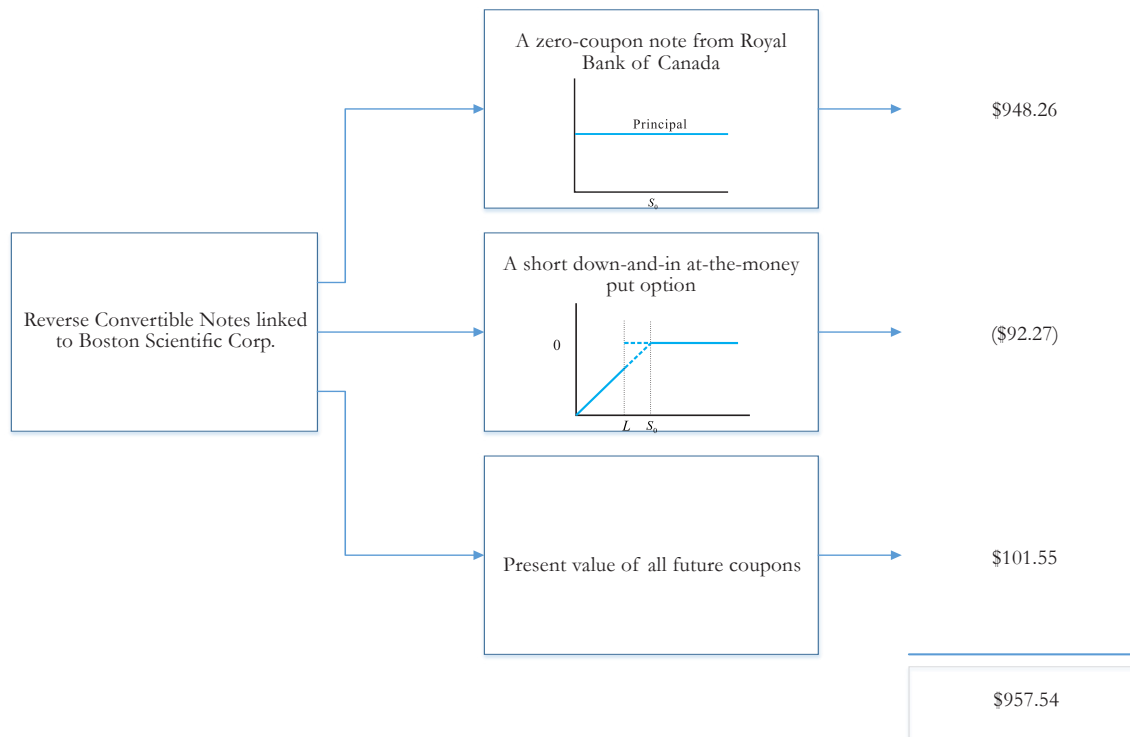 A zero-coupon note from Royal
Bank of Canada
Principal
S₀
$948.26
Reverse Convertible Notes linked
to Boston Scientific Corp.
A short down-and-in at-the-money
put option
0
L S₀
($92.27)
Present value of all future coupons
$101.55
$957.54